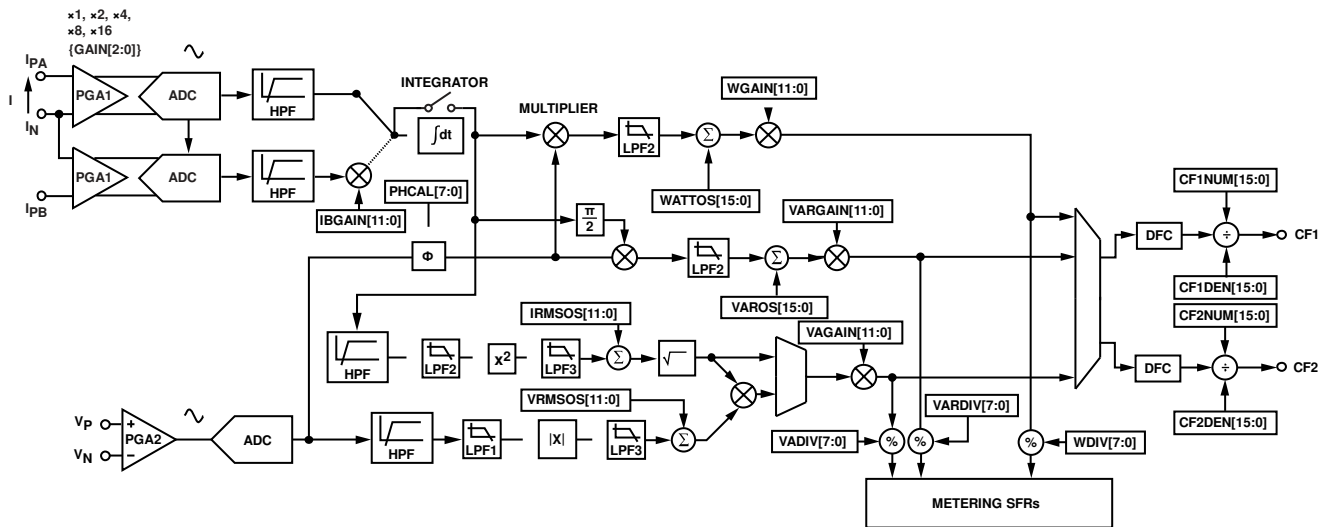 ×1, ×2, ×4,
×8, ×16
{GAIN[2:0]}
IPA
I
IN
IPB
PGA1
ADC
HPF
PGA1
ADC
HPF
IBGAIN[11:0]
INTEGRATOR
∫dt
MULTIPLIER
PHCAL[7:0]
Φ
π
2
LPF2
Σ
WATTOS[15:0]
WGAIN[11:0]
LPF2
Σ
VAROS[15:0]
VARGAIN[11:0]
HPF
LPF2
X2
LPF3
IRMSOS[11:0]
Σ
√
VAGAIN[11:0]
VP
VN
+
−
PGA2
ADC
HPF
LPF1
|X|
LPF3
VRMSOS[11:0]
Σ
VADIV[7:0]
%
%
VARDIV[7:0]
%
WDIV[7:0]
METERING SFRs
DFC
CF1NUM[15:0]
÷
CF1
CF1DEN[15:0]
CF2NUM[15:0]
DFC
÷
CF2
CF2DEN[15:0]